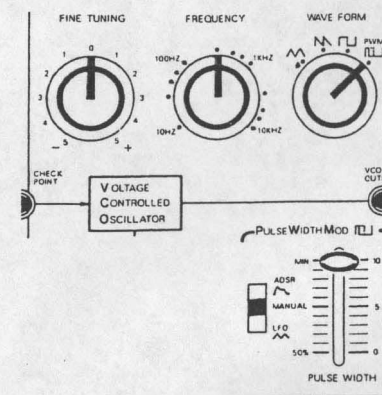 FINE TUNING
FREQUENCY
WAVE FORM
0
1 1
2 2
3 3
4 4
5 5
- +
100HZ
1KHZ
10HZ
10KHZ
PWM
CHECK
POINT
VOLTAGE
CONTROLLED
OSCILLATOR
VCO
OUT
PULSE WIDTH MOD
MIN
10
ADSR
MANUAL
5
LFO
50%
0
PULSE WIDTH